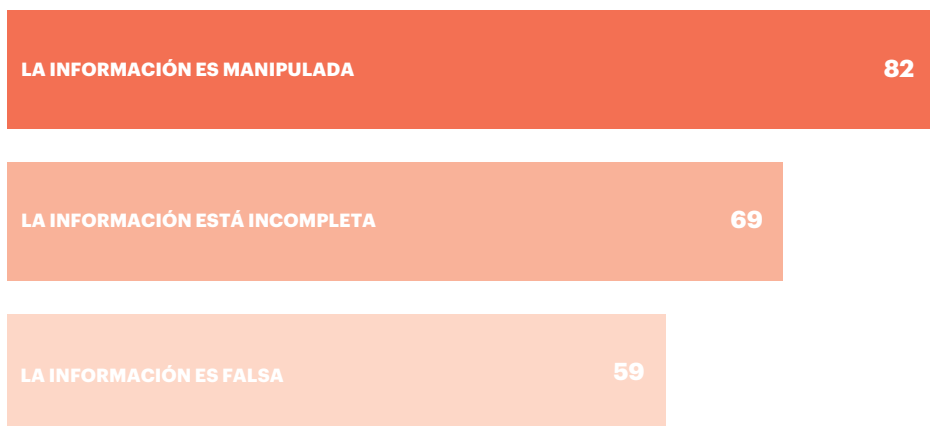 LA INFORMACIÓN ES MANIPULADA 82
LA INFORMACIÓN ESTÁ INCOMPLETA 69
LA INFORMACIÓN ES FALSA 59